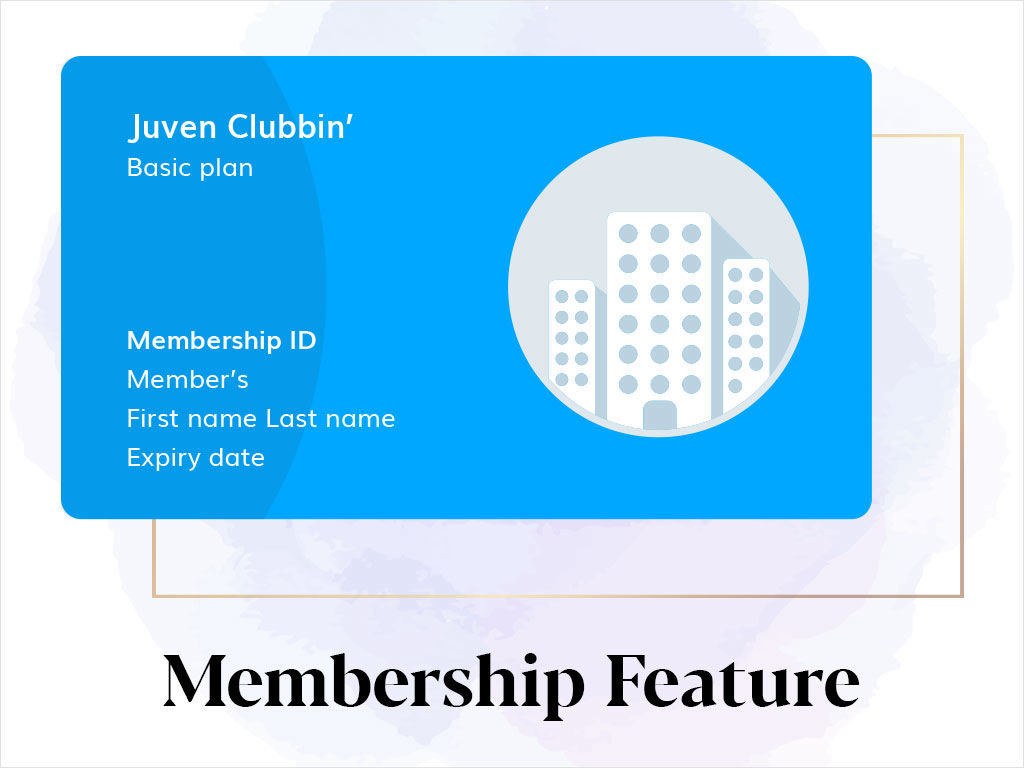 Juven Clubbin’
Basic plan
Membership ID
Member’s
First name Last name
Expiry date
Membership Feature